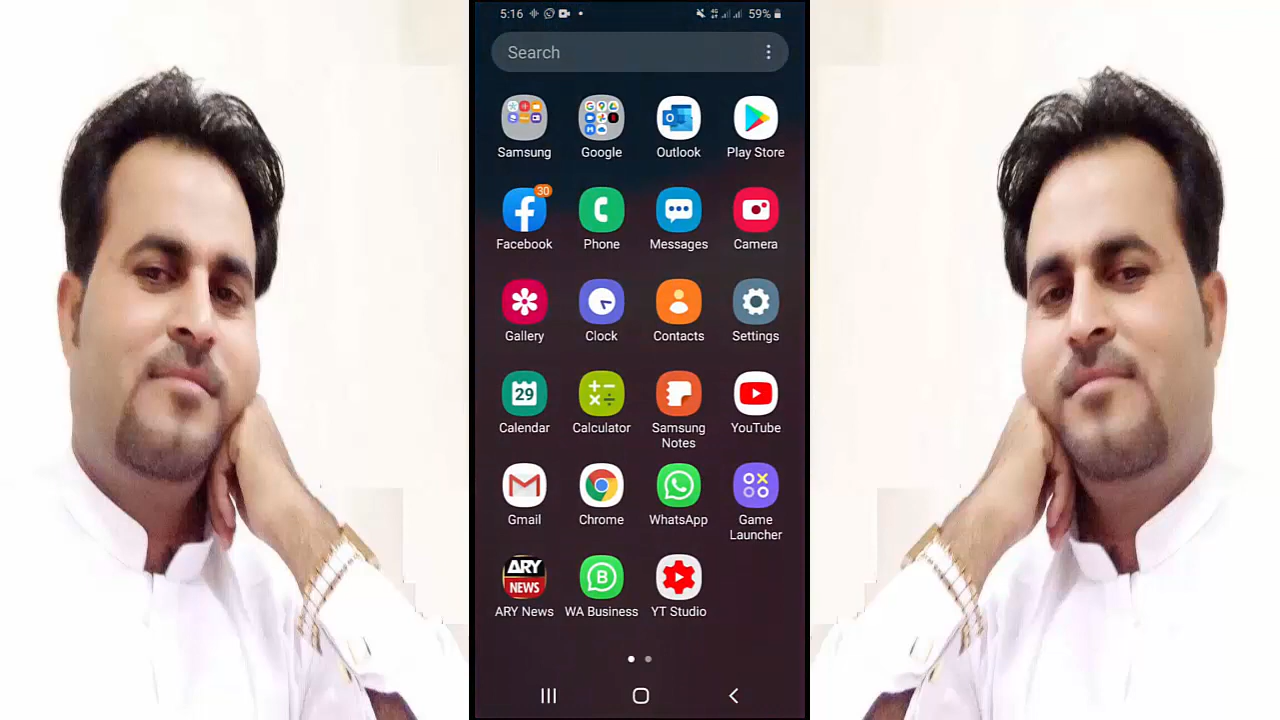 5:16
4G
59%
Search
Samsung
Google
Outlook
Play Store
30
Facebook
Phone
Messages
Camera
Gallery
Clock
Contacts
Settings
29
Calendar
Calculator
Samsung
Notes
YouTube
Gmail
Chrome
WhatsApp
Game
Launcher
ARY
NEWS
B
ARY News
WA Business
YT Studio